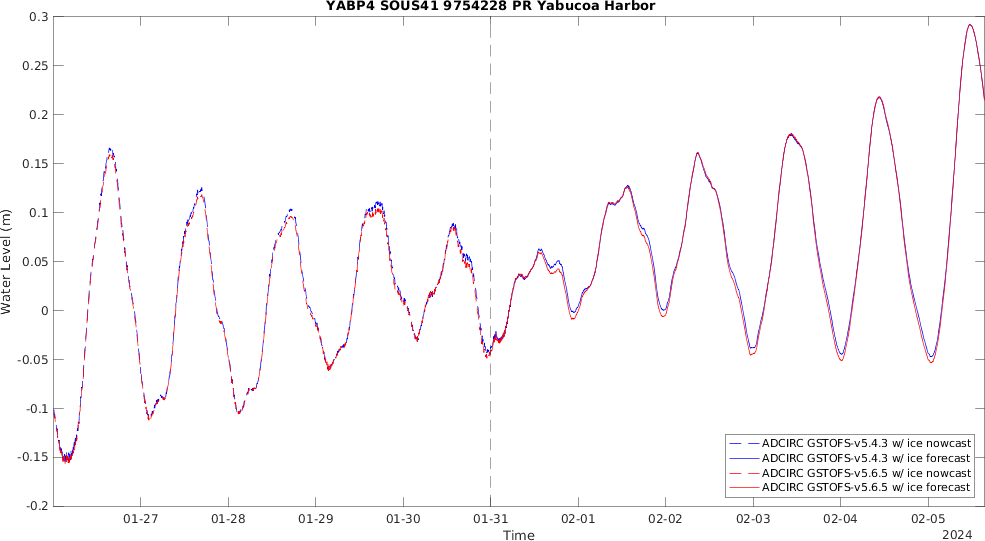 YABP4 SOUS41 9754228 PR Yabucoa Harbor
Water Level (m)
0.3
0.25
0.2
0.15
0.1
0.05
0
-0.05
-0.1
-0.15
-0.2
ADCIRC GSTOFS-v5.4.3 w/ ice nowcast
ADCIRC GSTOFS-v5.4.3 w/ ice forecast
ADCIRC GSTOFS-v5.6.5 w/ ice nowcast
ADCIRC GSTOFS-v5.6.5 w/ ice forecast
01-27 01-28 01-29 01-30 01-31 02-01 02-02 02-03 02-04 02-05
Time
2024